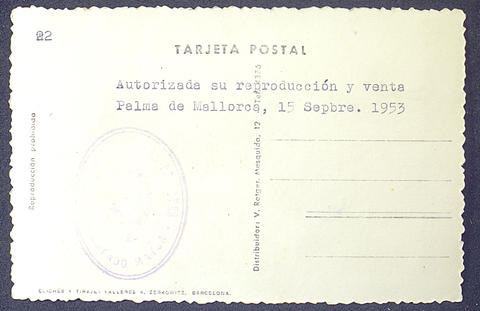 22
TARJETA POSTAL
Autorizada su reproducción y venta
Palma de Mallorca, 15 Sepbre. 1953
Reproducción prohibida
Distribuidor: V. Rotger. Mesquida, 12
CLICHES Y TIRAJE: TALLERES A. ZERKOWITZ. BARCELONA.